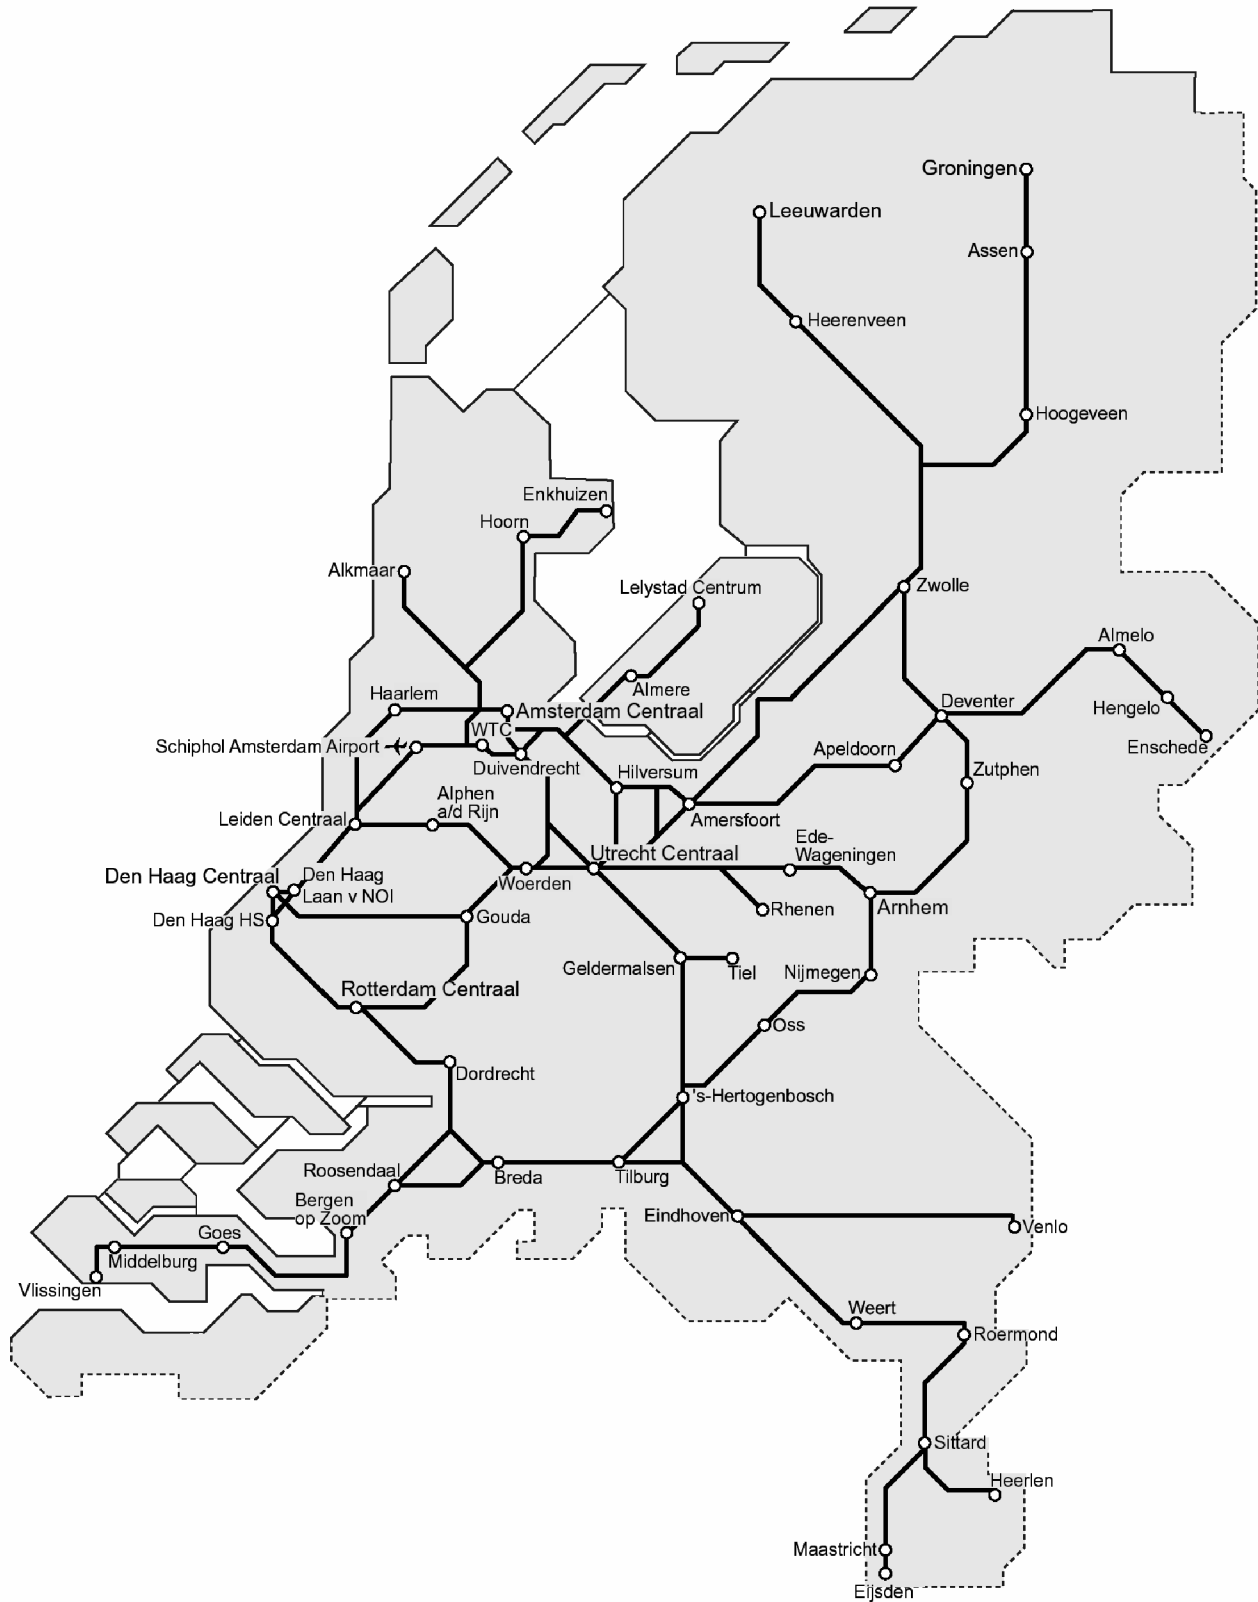 Groningen
Leeuwarden
Assen
Heerenveen
Hoogeveen
Enkhuizen
Hoorn
Alkmaar
Lelystad Centrum
Zwolle
Almelo
Haarlem
Almere
Deventer
Hengelo
Amsterdam Centraal
WTC
Schiphol Amsterdam Airport
Enschede
Apeldoorn
Duivendrecht
Hilversum
Zutphen
Alphen
a/d Rijn
Leiden Centraal
Amersfoort
Ede-
Wageningen
Utrecht Centraal
Den Haag Centraal
Den Haag
Laan v NOI
Woerden
Rhenen
Arnhem
Den Haag HS
Gouda
Geldermalsen
Tiel
Nijmegen
Rotterdam Centraal
Oss
Dordrecht
's-Hertogenbosch
Roosendaal
Breda
Tilburg
Bergen
op Zoom
Eindhoven
Venlo
Goes
Middelburg
Vlissingen
Weert
Roermond
Sittard
Heerlen
Maastricht
Eijsden